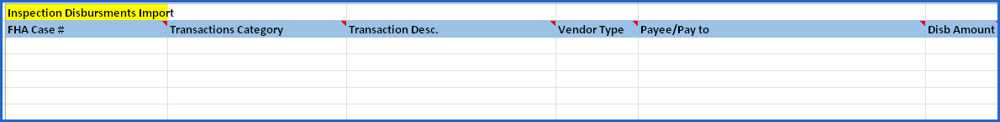 Inspection Disbursments Import
FHA Case # Transactions Category Transaction Desc. Vendor Type Payee/Pay to Disb Amount